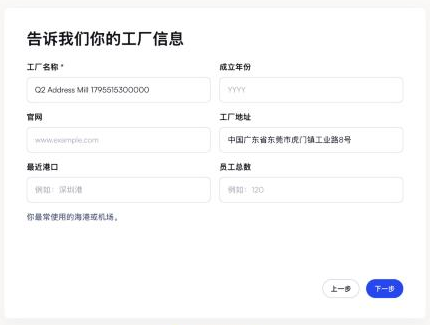 告诉我们你的工厂信息
工厂名称 *
成立年份
Q2 Address Mill 1795515300000
YYYY
官网
工厂地址
www.example.com
中国广东省东莞市虎门镇工业路8号
最近港口
员工总数
例如：深圳港
例如：120
你最常使用的海港或机场。
上一步
下一步